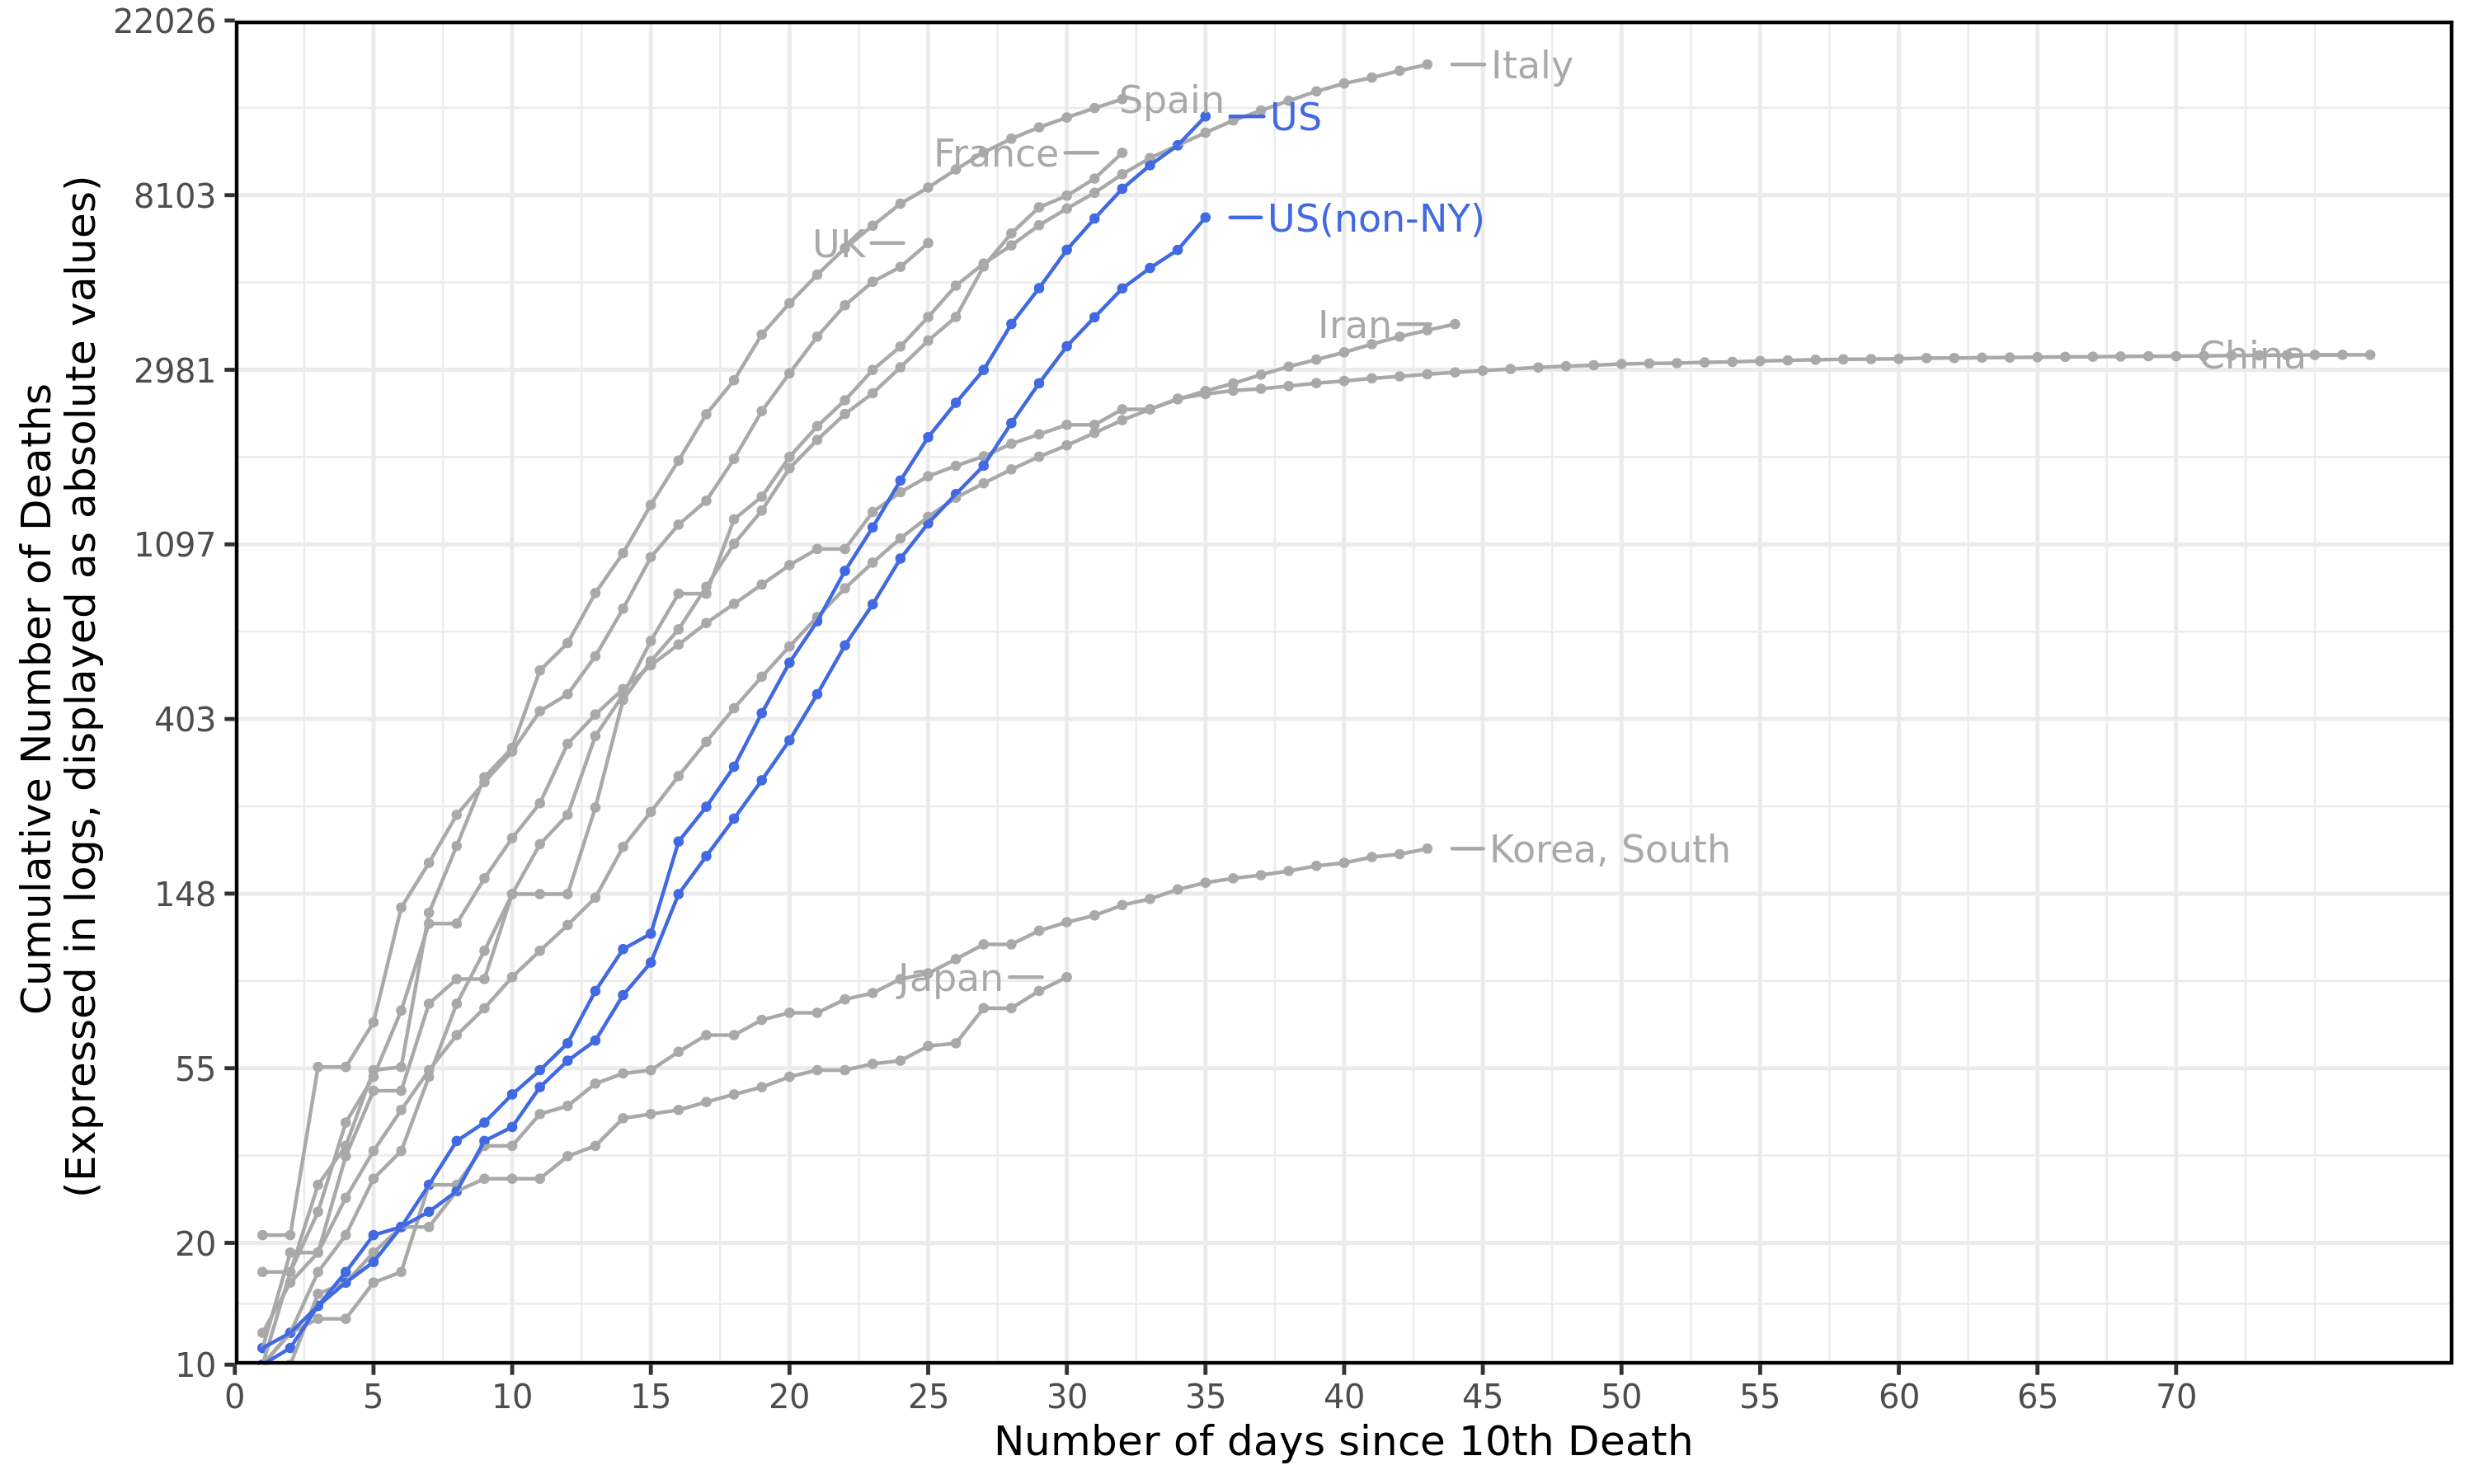 Cumulative Number of Deaths
(Expressed in logs, displayed as absolute values)
22026
8103
2981
1097
403
148
55
20
10
Italy
Spain
US
France
US(non-NY)
UK
Iran
China
Korea, South
Japan
0 5 10 15 20 25 30 35 40 45 50 55 60 65 70
Number of days since 10th Death